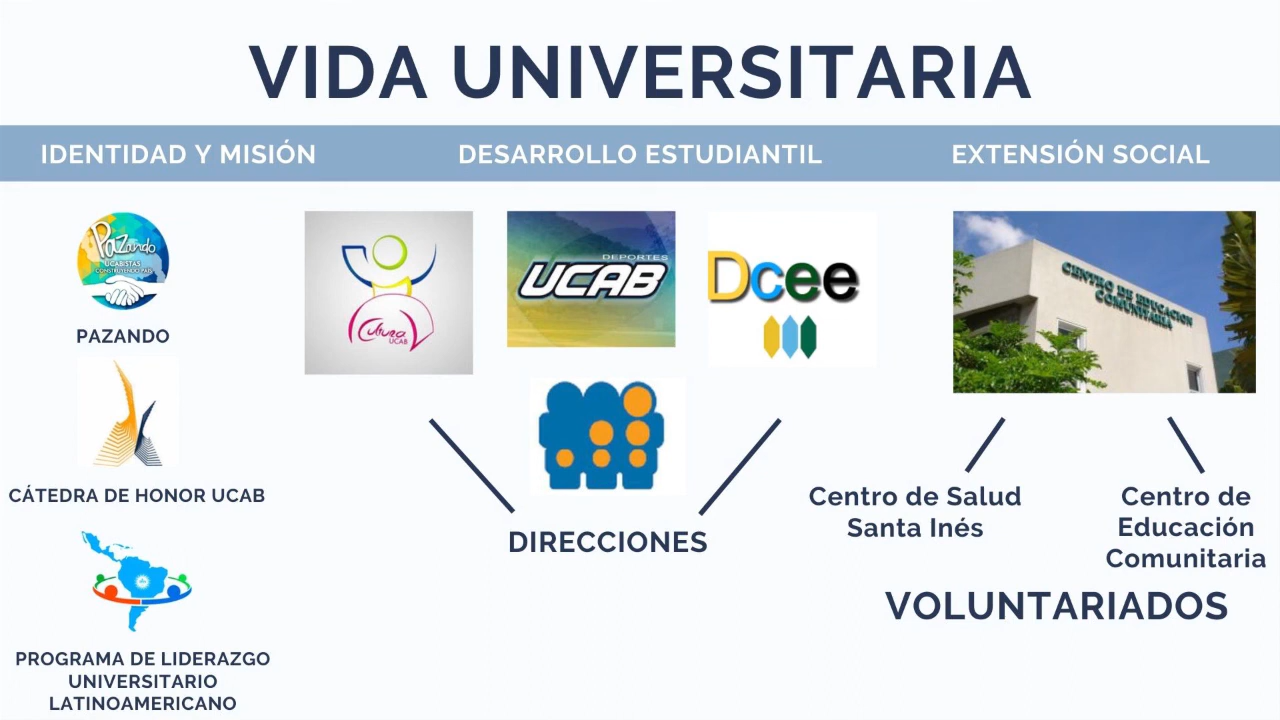 VIDA UNIVERSITARIA
IDENTIDAD Y MISIÓN
DESARROLLO ESTUDIANTIL
EXTENSIÓN SOCIAL
PaZando
UCABISTAS
CONSTRUYENDO PAÍS
PAZANDO
CÁTEDRA DE HONOR UCAB
PROGRAMA DE LIDERAZGO
UNIVERSITARIO
LATINOAMERICANO
Cultura
UCAB
DEPORTES
UCAB
Dcee
DIRECCIONES
CENTRO DE EDUCACION
COMUNITARIA
Centro de Salud
Santa Inés
Centro de
Educación
Comunitaria
VOLUNTARIADOS